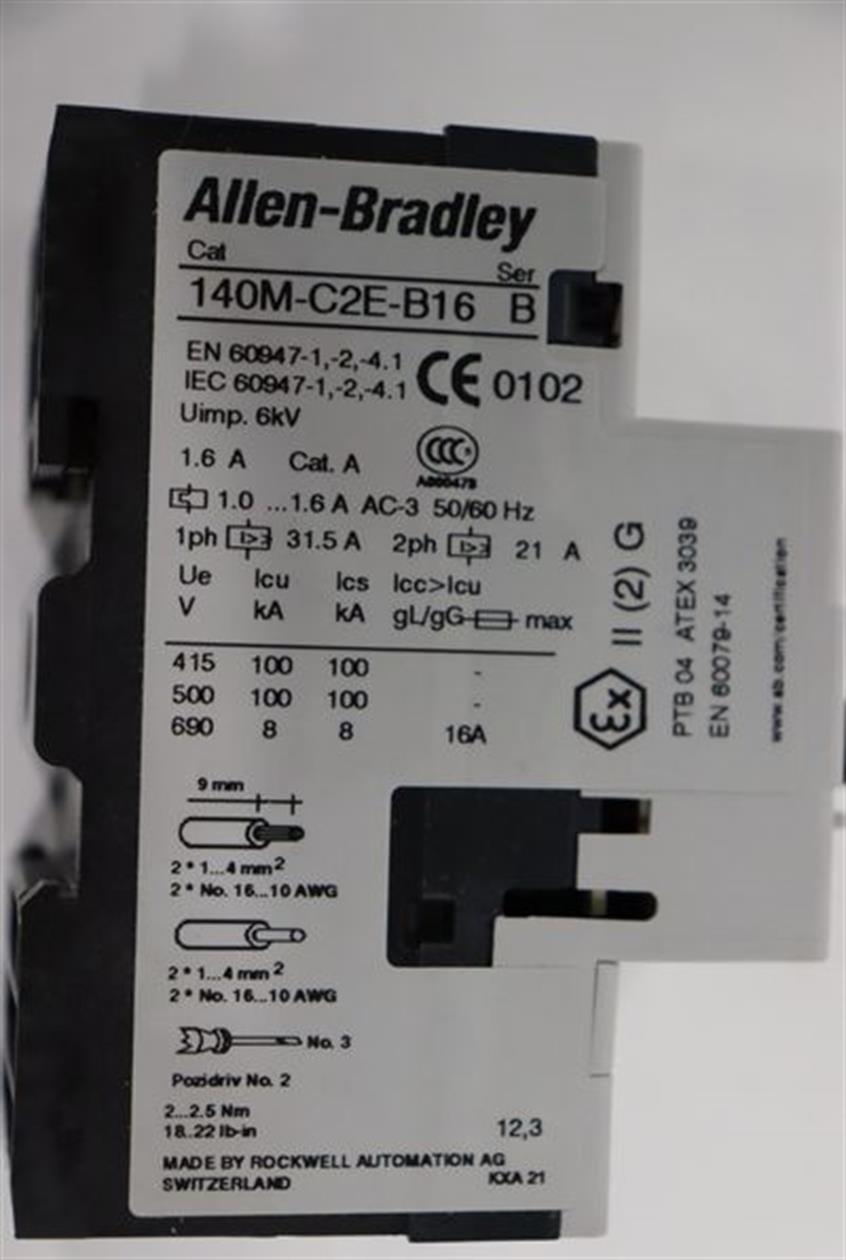 Allen-Bradley
Cat
Ser
140M-C2E-B16 B
EN 60947-1,-2,-4.1
IEC 60947-1,-2,-4.1
CE 0102
Uimp. 6kV
CCC
1.6 A Cat. A
1.0 ...1.6 A AC-3 50/60 Hz
1ph I>> 31.5 A 2ph I>> 21 A
Ue Icu Ics Icc>Icu
V kA kA gL/gG max
415 100 100 -
500 100 100 -
690 8 8 16A
Ex II (2) G
PTB 04 ATEX 3039
EN 60079-14
www.ab.com/certification
9 mm
2 * 1...4 mm²
2 * No. 16...10 AWG
2 * 1...4 mm²
2 * No. 16...10 AWG
No. 3
Pozidriv No. 2
2...2.5 Nm
18..22 lb-in
12,3
MADE BY ROCKWELL AUTOMATION AG
SWITZERLAND
KXA 21